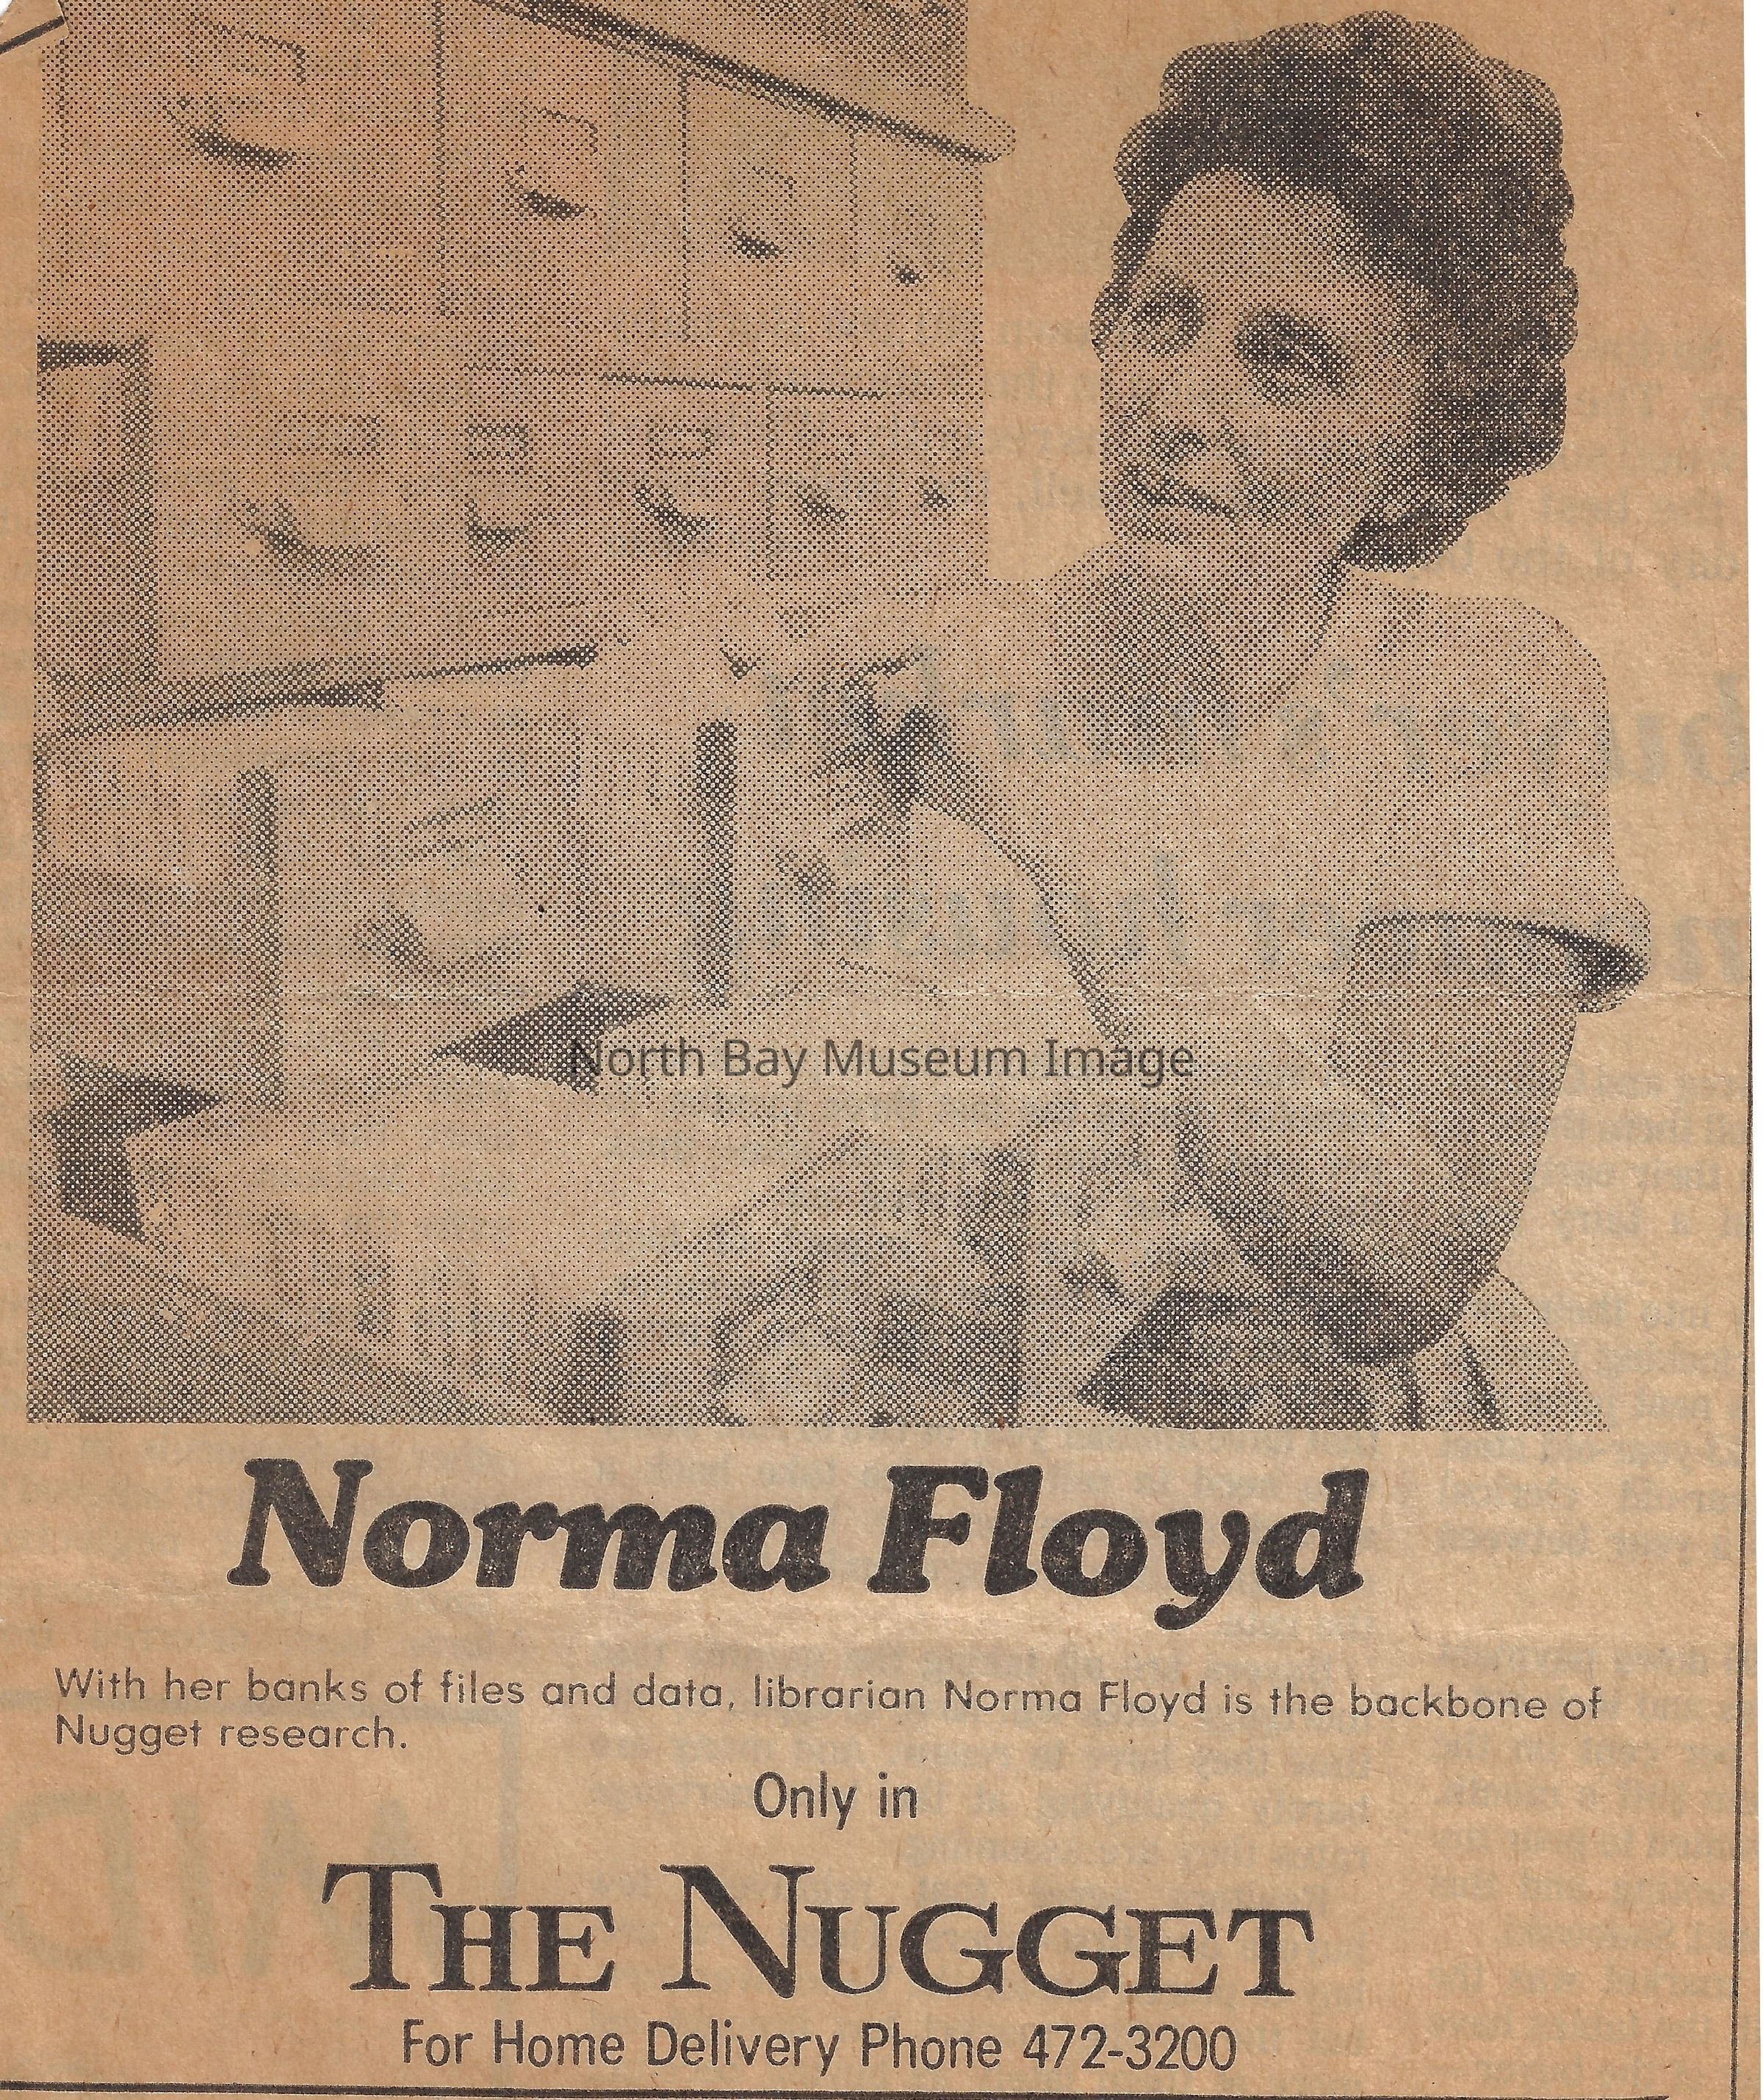 North Bay Museum Image
Norma Floyd
With her banks of files and data, librarian Norma Floyd is the backbone of
Nugget research.
Only in
THE NUGGET
For Home Delivery Phone 472-3200